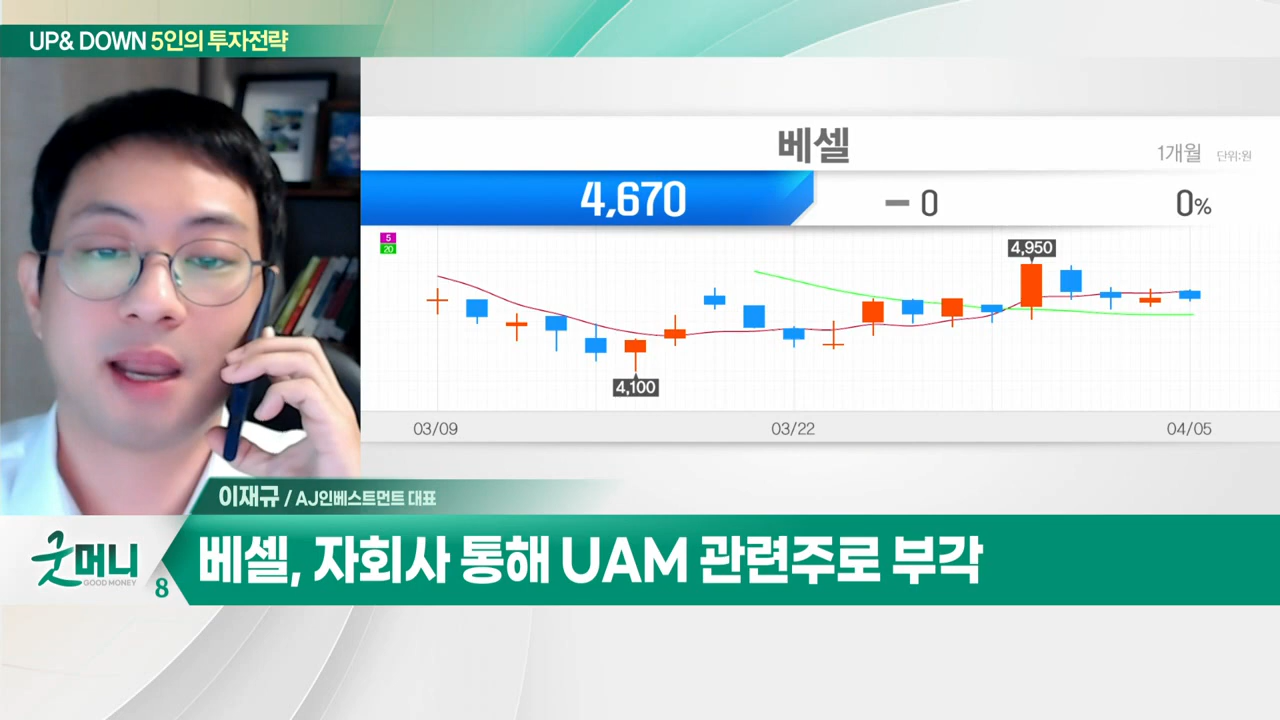 UP& DOWN 5인의 투자전략
베셀
1개월 단위:원
4,670 0 0%
5
20
4,950
4,100
03/09 03/22 04/05
이재규 / AJ인베스트먼트 대표
굿머니
GOOD MONEY
8
베셀, 자회사 통해 UAM 관련주로 부각